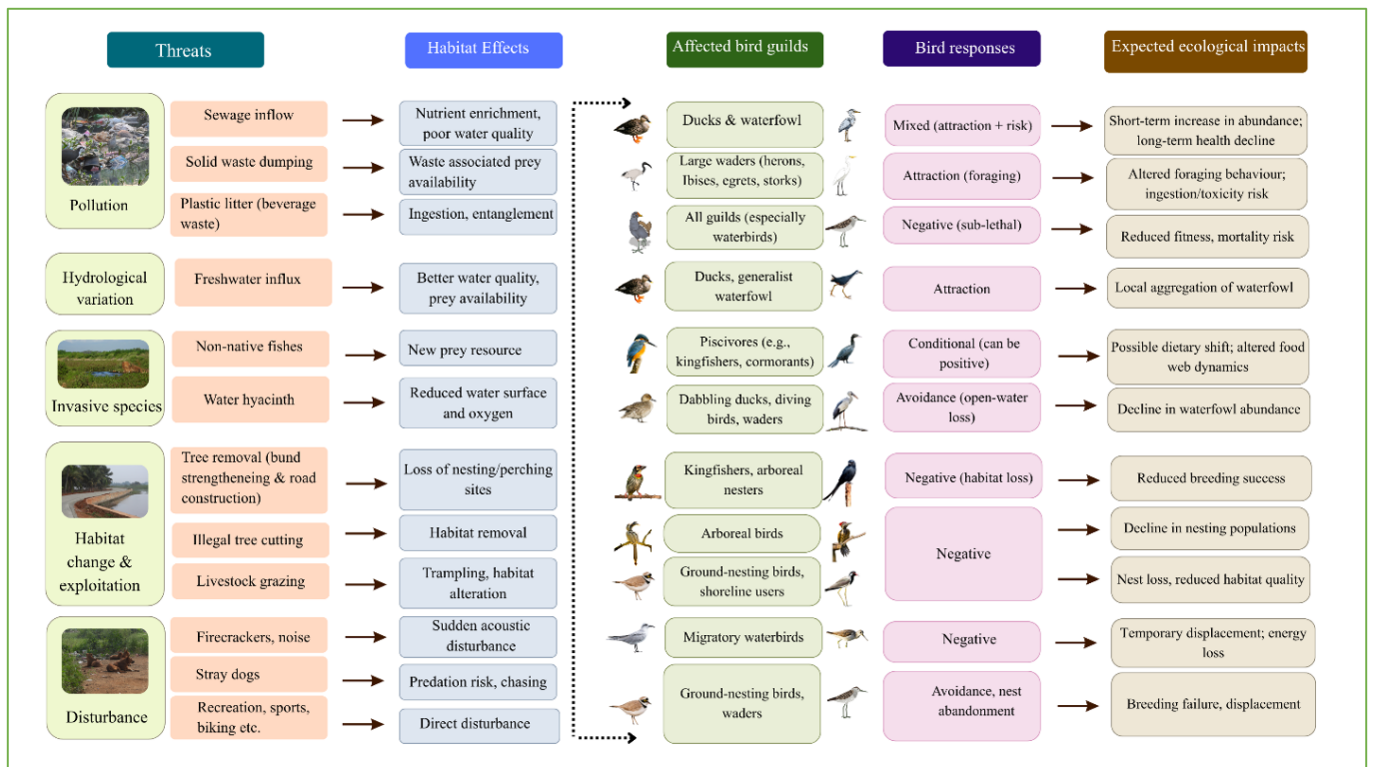 Threats
Habitat Effects
Affected bird guilds
Bird responses
Expected ecological impacts
Pollution
Sewage inflow
Nutrient enrichment,
poor water quality
Ducks & waterfowl
Mixed (attraction + risk)
Short-term increase in abundance;
long-term health decline
Solid waste dumping
Waste associated prey
availability
Large waders (herons,
Ibises, egrets, storks)
Attraction (foraging)
Altered foraging behaviour;
ingestion/toxicity risk
Plastic litter (beverage
waste)
Ingestion, entanglement
All guilds (especially
waterbirds)
Negative (sub-lethal)
Reduced fitness, mortality risk
Hydrological
variation
Freshwater influx
Better water quality,
prey availability
Ducks, generalist
waterfowl
Attraction
Local aggregation of waterfowl
Invasive species
Non-native fishes
New prey resource
Piscivores (e.g.,
kingfishers, cormorants)
Conditional (can be
positive)
Possible dietary shift; altered food
web dynamics
Water hyacinth
Reduced water surface
and oxygen
Dabbling ducks, diving
birds, waders
Avoidance (open-water
loss)
Decline in waterfowl abundance
Habitat
change &
exploitation
Tree removal (bund
strengtheneing & road
construction)
Loss of nesting/perching
sites
Kingfishers, arboreal
nesters
Negative (habitat loss)
Reduced breeding success
Illegal tree cutting
Habitat removal
Arboreal birds
Negative
Decline in nesting populations
Livestock grazing
Trampling, habitat
alteration
Ground-nesting birds,
shoreline users
Nest loss, reduced habitat quality
Disturbance
Firecrackers, noise
Sudden acoustic
disturbance
Migratory waterbirds
Negative
Temporary displacement; energy
loss
Stray dogs
Predation risk, chasing
Ground-nesting birds,
waders
Avoidance, nest
abandonment
Breeding failure, displacement
Recreation, sports,
biking etc.
Direct disturbance